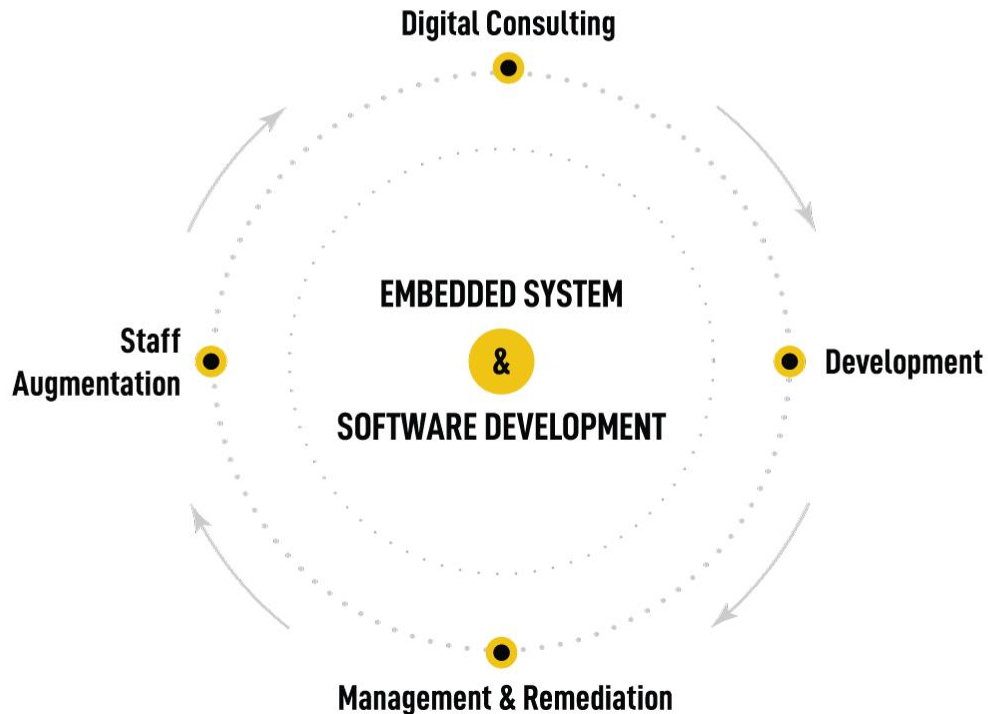 Digital Consulting
EMBEDDED SYSTEM
&
SOFTWARE DEVELOPMENT
Staff
Augmentation
Development
Management & Remediation